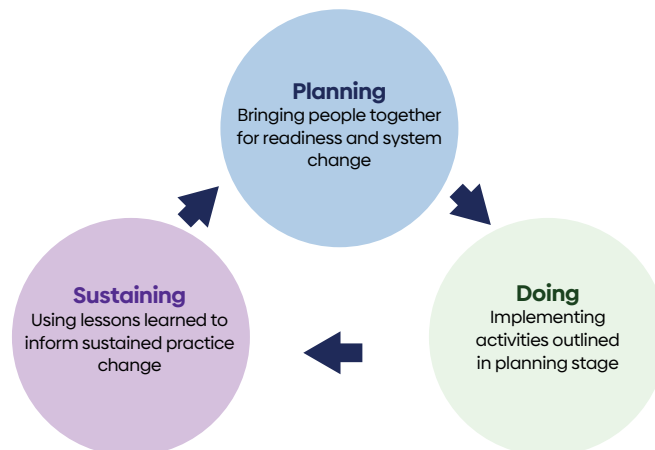 Planning
Bringing people together
for readiness and system
change
Sustaining
Using lessons learned to
inform sustained practice
change
Doing
Implementing
activities outlined
in planning stage